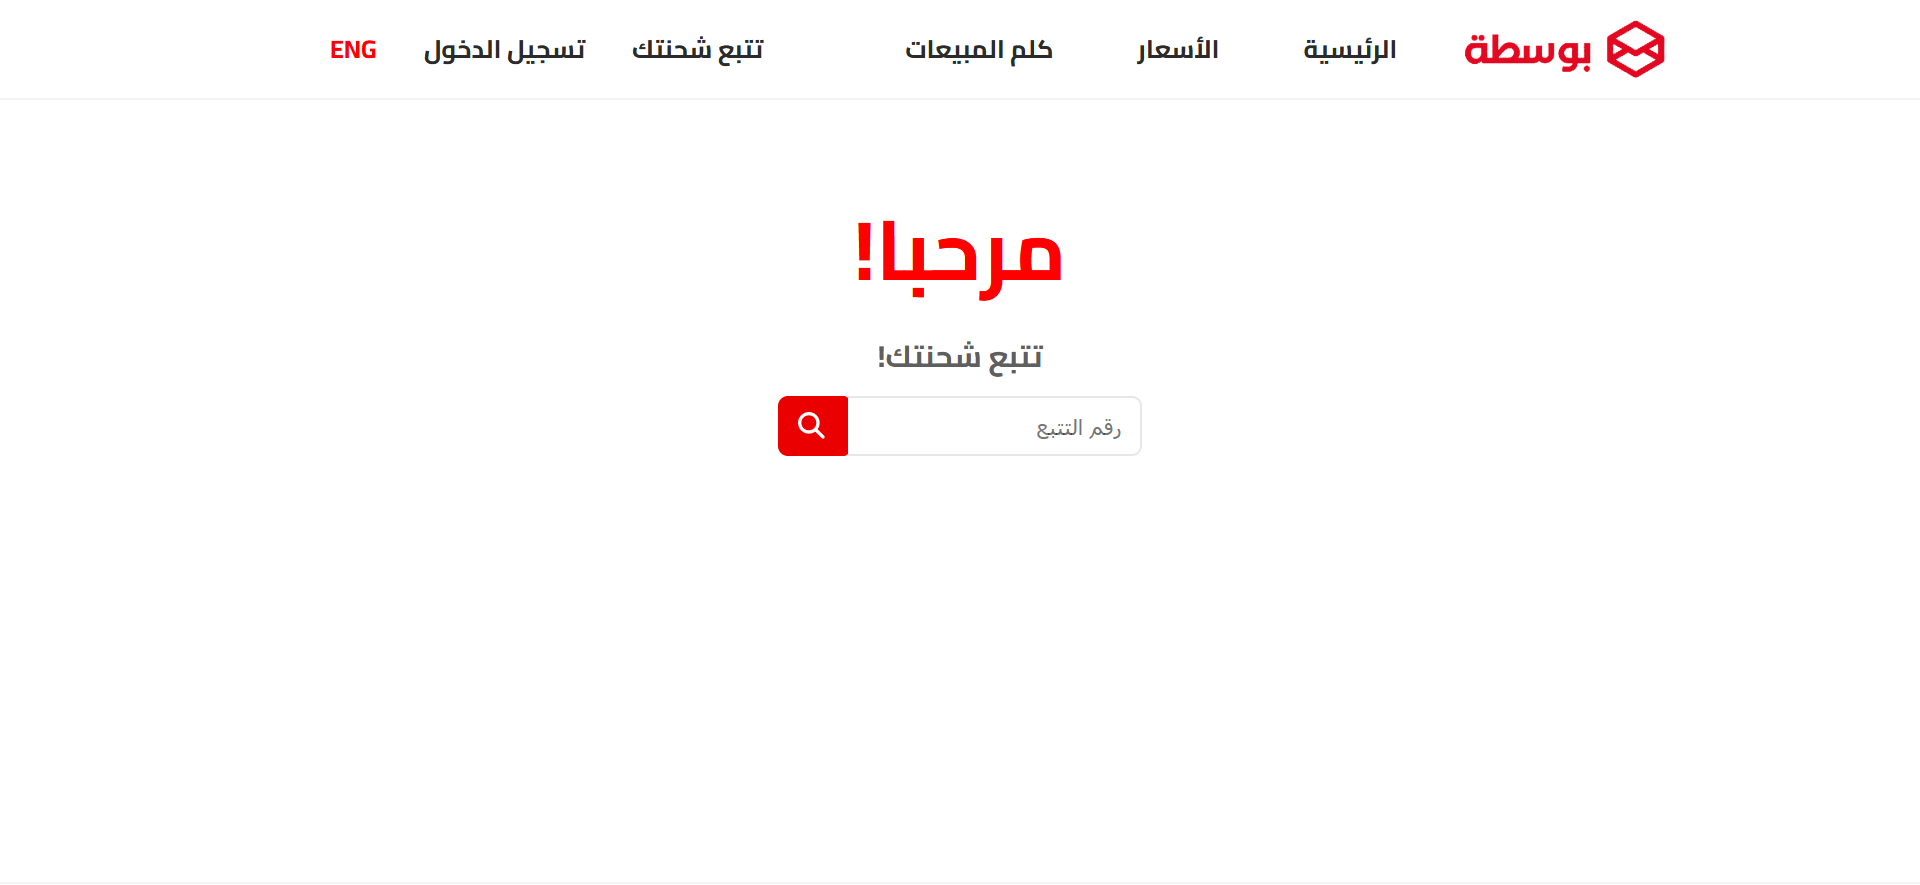 بوسطة
الرئيسية
الأسعار
كلم المبيعات
تتبع شحنتك
تسجيل الدخول
ENG
مرحبا!
تتبع شحنتك!
رقم التتبع